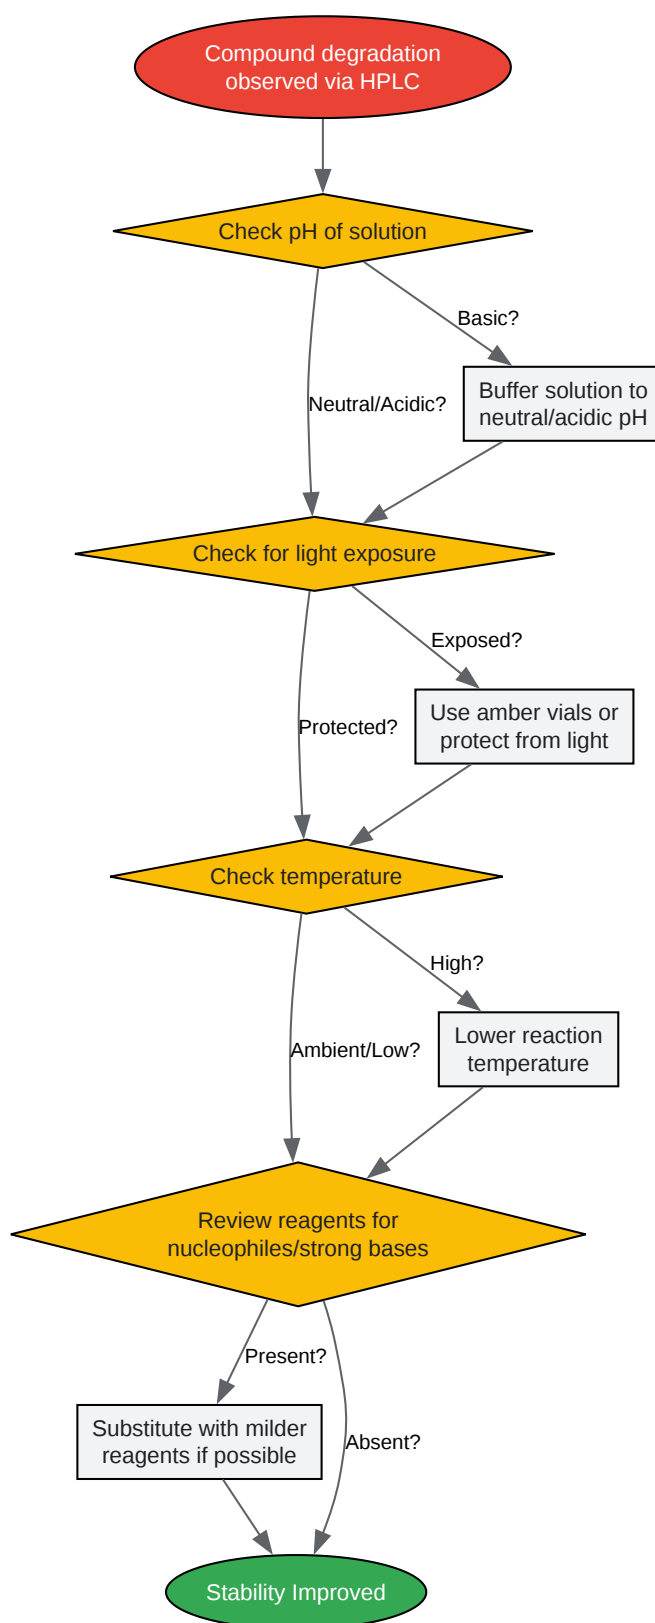 Compound degradation
observed via HPLC
Check pH of solution
Basic?
Buffer solution to
neutral/acidic pH
Neutral/Acidic?
Check for light exposure
Exposed?
Use amber vials or
protect from light
Protected?
Check temperature
High?
Lower reaction
temperature
Ambient/Low?
Review reagents for
nucleophiles/strong bases
Present?
Substitute with milder
reagents if possible
Absent?
Stability Improved